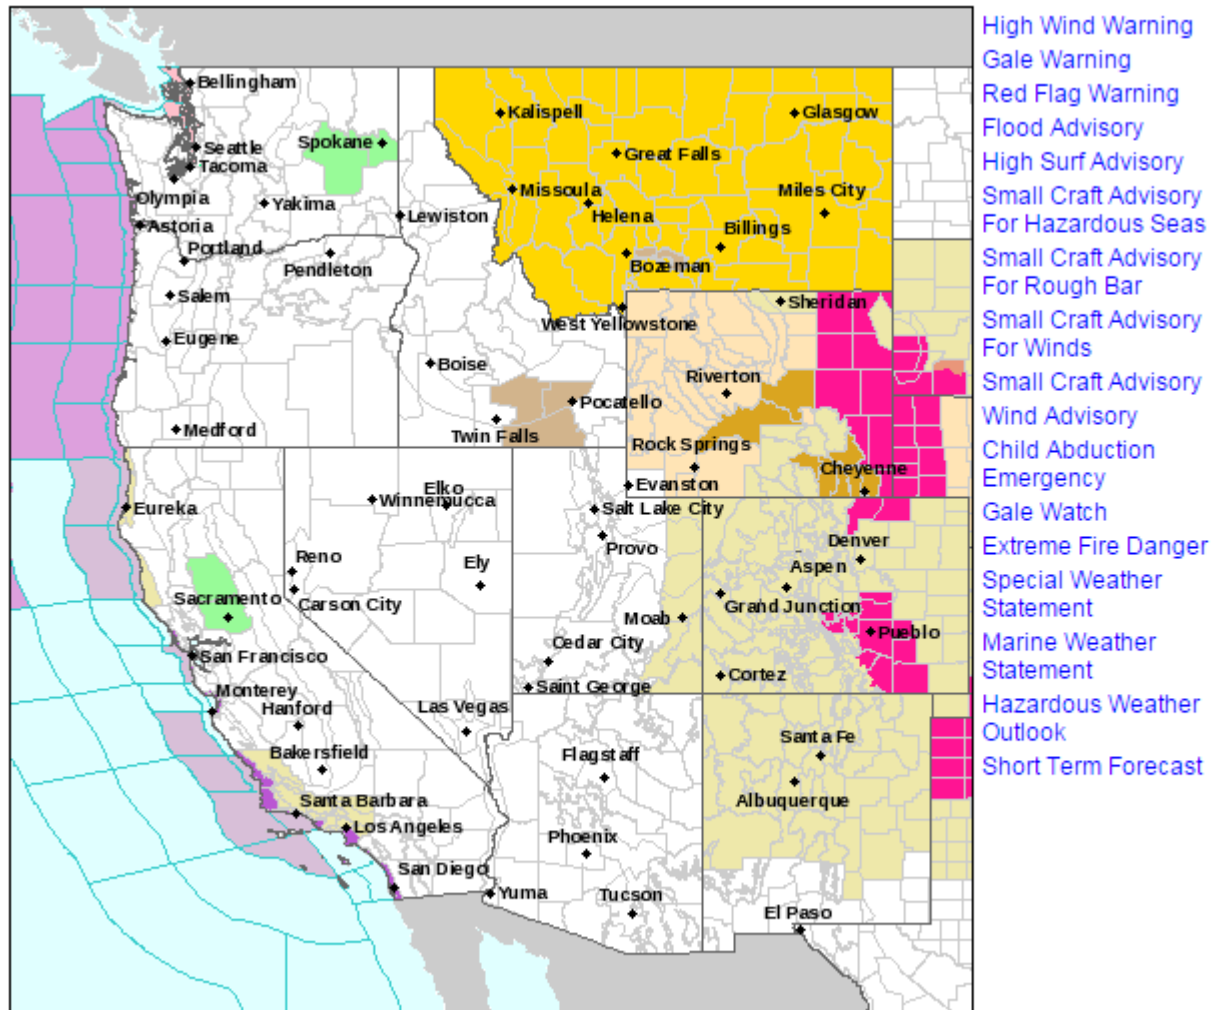 High Wind Warning
Gale Warning
Red Flag Warning
Flood Advisory
High Surf Advisory
Small Craft Advisory
For Hazardous Seas
Small Craft Advisory
For Rough Bar
Small Craft Advisory
For Winds
Small Craft Advisory
Wind Advisory
Child Abduction
Emergency
Gale Watch
Extreme Fire Danger
Special Weather
Statement
Marine Weather
Statement
Hazardous Weather
Outlook
Short Term Forecast
Bellingham
Kalispell
Glasgow
Seattle
Spokane
Great Falls
Tacoma
Olympia
Yakima
Missoula
Miles City
Lewiston
Helena
Astoria
Billings
Portland
Pendleton
Bozeman
Salem
Sheridan
West Yellowstone
Eugene
Boise
Riverton
Pocatello
Medford
Twin Falls
Rock Springs
Cheyenne
Evanston
Elko
Winnemucca
Eureka
Salt Lake City
Provo
Denver
Reno
Ely
Aspen
Sacramento
Carson City
Grand Junction
Moab
Pueblo
Cedar City
San Francisco
Cortez
Saint George
Monterey
Hanford
Las Vegas
Santa Fe
Bakersfield
Flagstaff
Albuquerque
Santa Barbara
Los Angeles
Phoenix
San Diego
Yuma
Tucson
El Paso